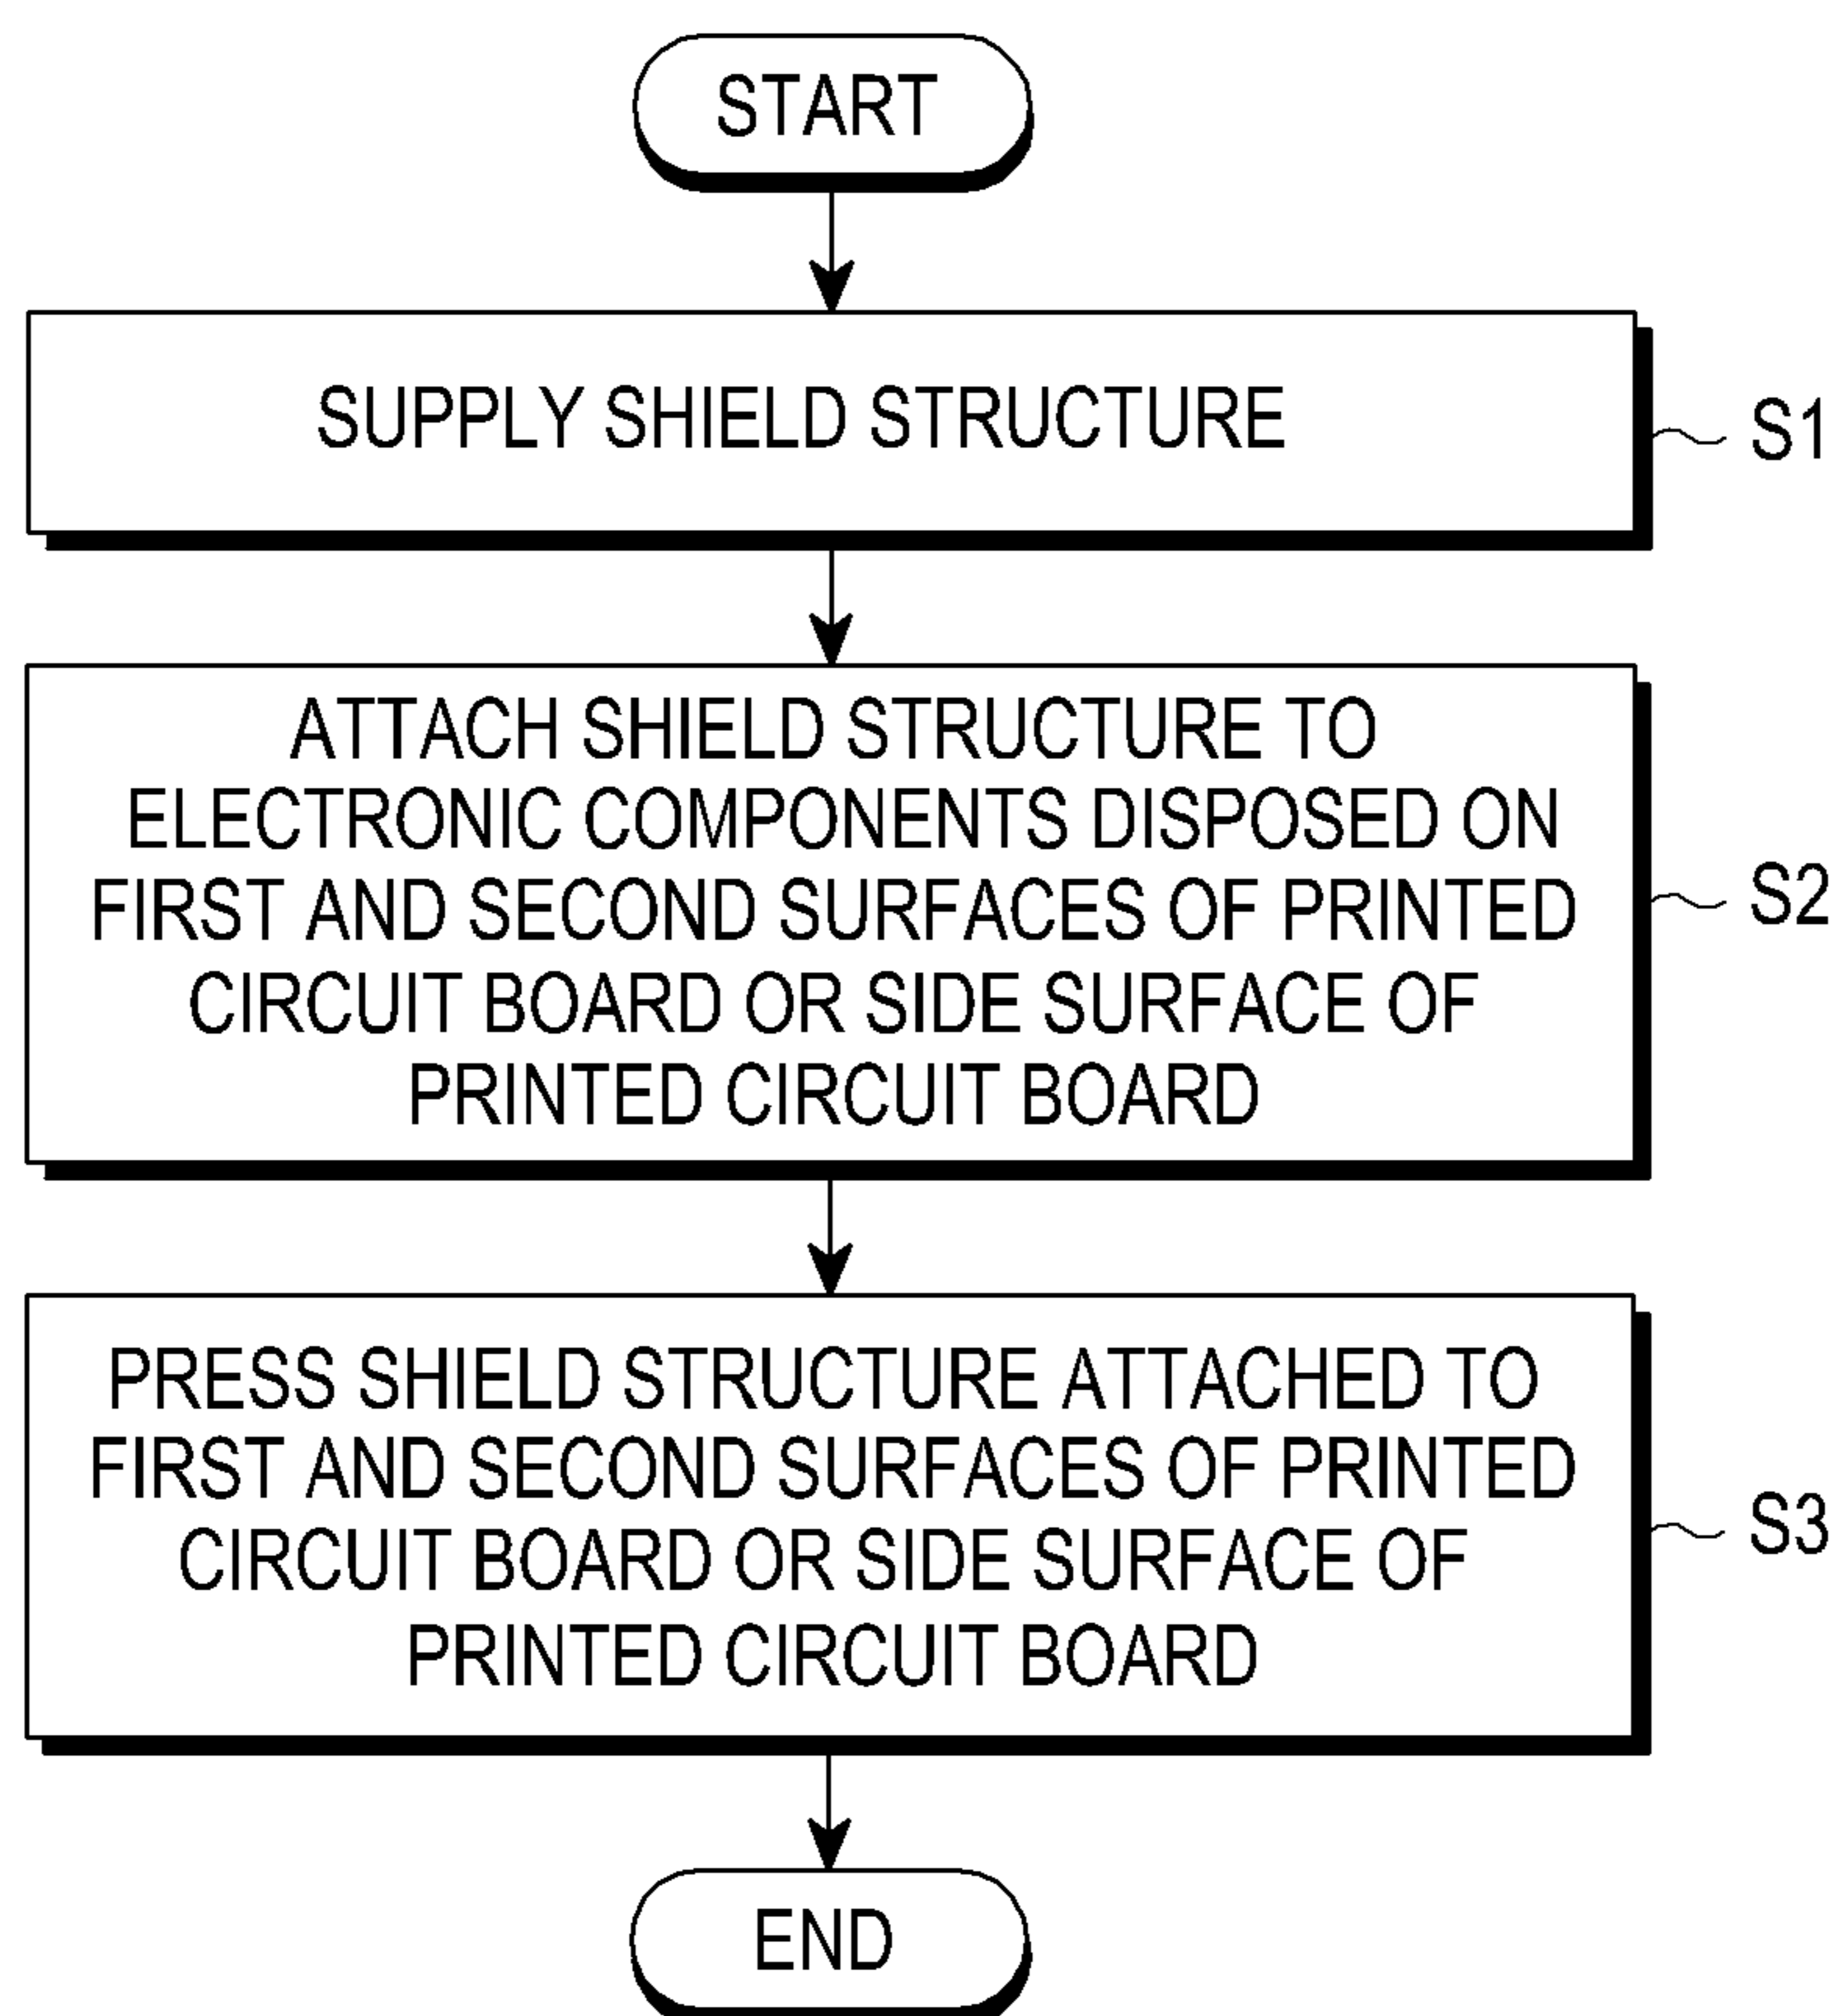 START
SUPPLY SHIELD STRUCTURE
S1
ATTACH SHIELD STRUCTURE TO
ELECTRONIC COMPONENTS DISPOSED ON
FIRST AND SECOND SURFACES OF PRINTED
CIRCUIT BOARD OR SIDE SURFACE OF
PRINTED CIRCUIT BOARD
S2
PRESS SHIELD STRUCTURE ATTACHED TO
FIRST AND SECOND SURFACES OF PRINTED
CIRCUIT BOARD OR SIDE SURFACE OF
PRINTED CIRCUIT BOARD
S3
END